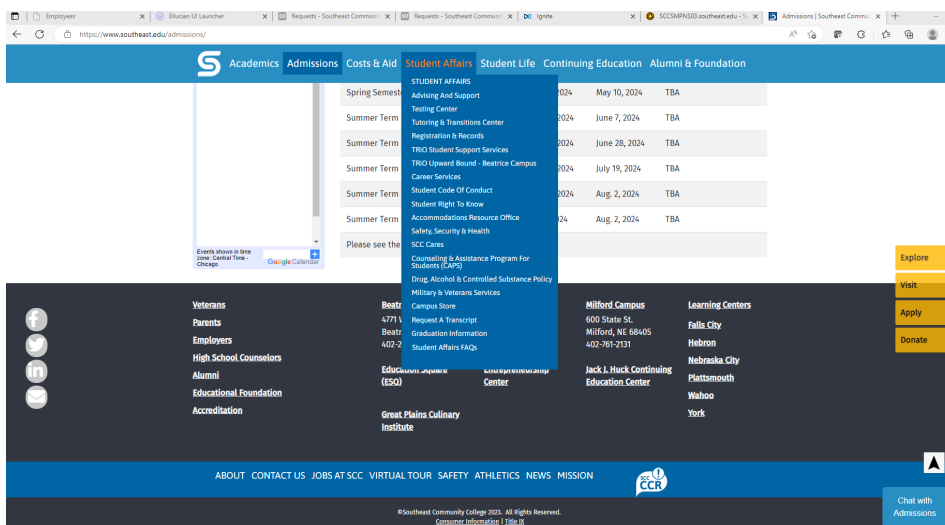 Employees
Ellucian UI Launcher
Requests - Southeast Communit
Requests - Southeast Communit
Ignite
SCCSMPNS03.southeast.edu - S
Admissions | Southeast Commu
https://www.southeast.edu/admissions/
Academics Admissions Costs & Aid Student Affairs Student Life Continuing Education Alumni & Foundation
STUDENT AFFAIRS
Advising And Support
Testing Center
Tutoring & Transitions Center
Registration & Records
TRIO Student Support Services
TRIO Upward Bound - Beatrice Campus
Career Services
Student Code Of Conduct
Student Right To Know
Accommodations Resource Office
Safety, Security & Health
SCC Cares
Counseling & Assistance Program For
Students (CAPS)
Drug, Alcohol & Controlled Substance Policy
Military & Veterans Services
Campus Store
Request A Transcript
Graduation Information
Student Affairs FAQs
Spring Semest 2024 May 10, 2024 TBA
Summer Term 2024 June 7, 2024 TBA
Summer Term 2024 June 28, 2024 TBA
Summer Term 2024 July 19, 2024 TBA
Summer Term 2024 Aug. 2, 2024 TBA
Summer Term 24 Aug. 2, 2024 TBA
Please see the
Events shown in time
zone: Central Time -
Chicago
Google Calendar
Explore
Visit
Apply
Donate
Veterans
Parents
Employers
High School Counselors
Alumni
Educational Foundation
Accreditation
Beatr
4771
Beatr
402-2
Education Square
(ESQ)
Great Plains Culinary
Institute
Entrepreneurship
Center
Milford Campus
600 State St.
Milford, NE 68405
402-761-2131
Jack J. Huck Continuing
Education Center
Learning Centers
Falls City
Hebron
Nebraska City
Plattsmouth
Wahoo
York
ABOUT CONTACT US JOBS AT SCC VIRTUAL TOUR SAFETY ATHLETICS NEWS MISSION
SCC
CCR
©Southeast Community College 2023. All Rights Reserved.
Consumer Information | Title IX
Chat with
Admissions